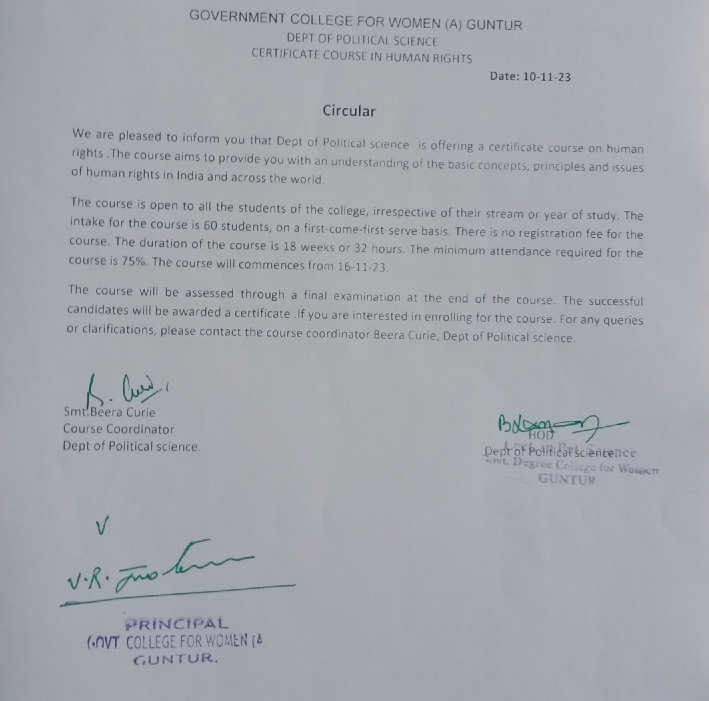 GOVERNMENT COLLEGE FOR WOMEN (A) GUNTUR
DEPT OF POLITICAL SCIENCE
CERTIFICATE COURSE IN HUMAN RIGHTS
Date: 10-11-23
Circular
We are pleased to inform you that Dept of Political science is offering a certificate course on human
rights .The course aims to provide you with an understanding of the basic concepts, principles and issues
of human rights in India and across the world.
The course is open to all the students of the college, irrespective of their stream or year of study. The
intake for the course is 60 students, on a first-come-first-serve basis. There is no registration fee for the
course. The duration of the course is 18 weeks or 32 hours. The minimum attendance required for the
course is 75%. The course will commences from 16-11-23.
The course will be assessed through a final examination at the end of the course. The successful
candidates will be awarded a certificate .If you are interested in enrolling for the course. For any queries
or clarifications, please contact the course coordinator Beera Curie, Dept of Political science.
Smt.Beera Curie
Course Coordinator
Dept of Political science.
HOD
Dept of Political science
Govt. Degree College for Women
GUNTUR
V
V.R.
PRINCIPAL
GOVT COLLEGE FOR WOMEN (A
GUNTUR.